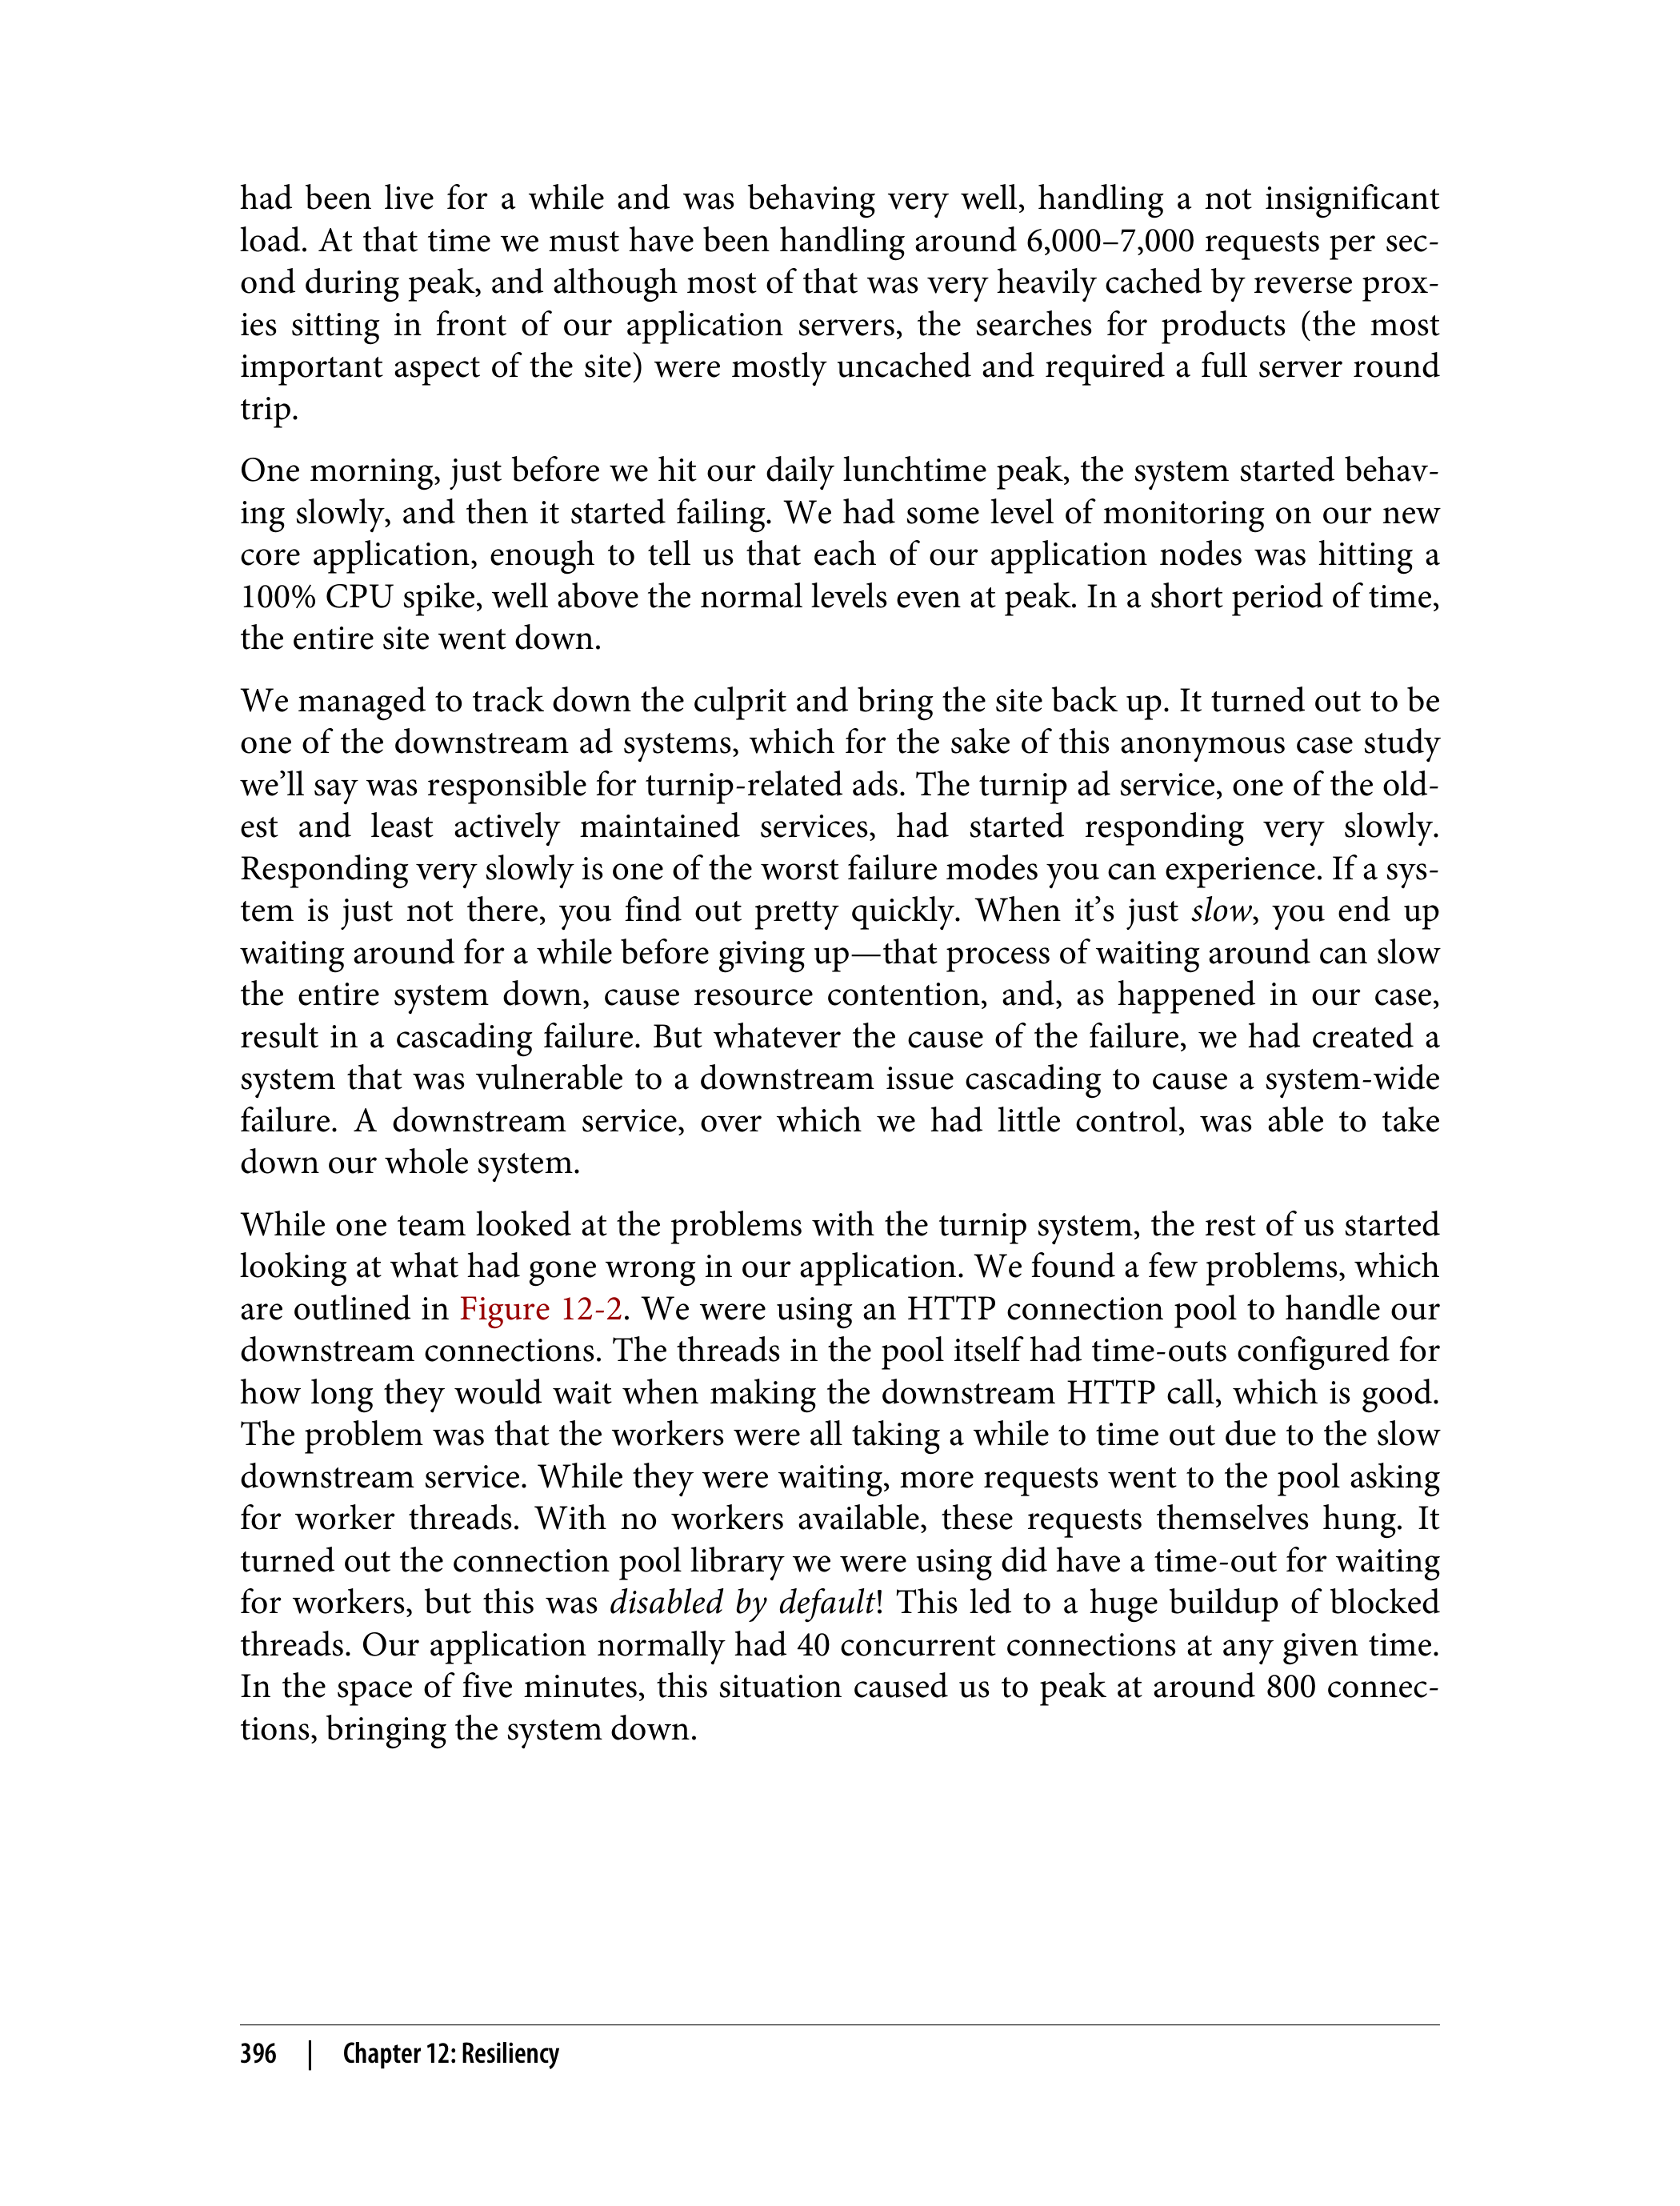 had been live for a while and was behaving very well, handling a not insignificant
load. At that time we must have been handling around 6,000–7,000 requests per sec-
ond during peak, and although most of that was very heavily cached by reverse prox-
ies sitting in front of our application servers, the searches for products (the most
important aspect of the site) were mostly uncached and required a full server round
trip.
One morning, just before we hit our daily lunchtime peak, the system started behav-
ing slowly, and then it started failing. We had some level of monitoring on our new
core application, enough to tell us that each of our application nodes was hitting a
100% CPU spike, well above the normal levels even at peak. In a short period of time,
the entire site went down.
We managed to track down the culprit and bring the site back up. It turned out to be
one of the downstream ad systems, which for the sake of this anonymous case study
we’ll say was responsible for turnip-related ads. The turnip ad service, one of the old-
est and least actively maintained services, had started responding very slowly.
Responding very slowly is one of the worst failure modes you can experience. If a sys-
tem is just not there, you find out pretty quickly. When it’s just slow, you end up
waiting around for a while before giving up—that process of waiting around can slow
the entire system down, cause resource contention, and, as happened in our case,
result in a cascading failure. But whatever the cause of the failure, we had created a
system that was vulnerable to a downstream issue cascading to cause a system-wide
failure. A downstream service, over which we had little control, was able to take
down our whole system.
While one team looked at the problems with the turnip system, the rest of us started
looking at what had gone wrong in our application. We found a few problems, which
are outlined in Figure 12-2. We were using an HTTP connection pool to handle our
downstream connections. The threads in the pool itself had time-outs configured for
how long they would wait when making the downstream HTTP call, which is good.
The problem was that the workers were all taking a while to time out due to the slow
downstream service. While they were waiting, more requests went to the pool asking
for worker threads. With no workers available, these requests themselves hung. It
turned out the connection pool library we were using did have a time-out for waiting
for workers, but this was disabled by default! This led to a huge buildup of blocked
threads. Our application normally had 40 concurrent connections at any given time.
In the space of five minutes, this situation caused us to peak at around 800 connec-
tions, bringing the system down.
396 | Chapter 12: Resiliency